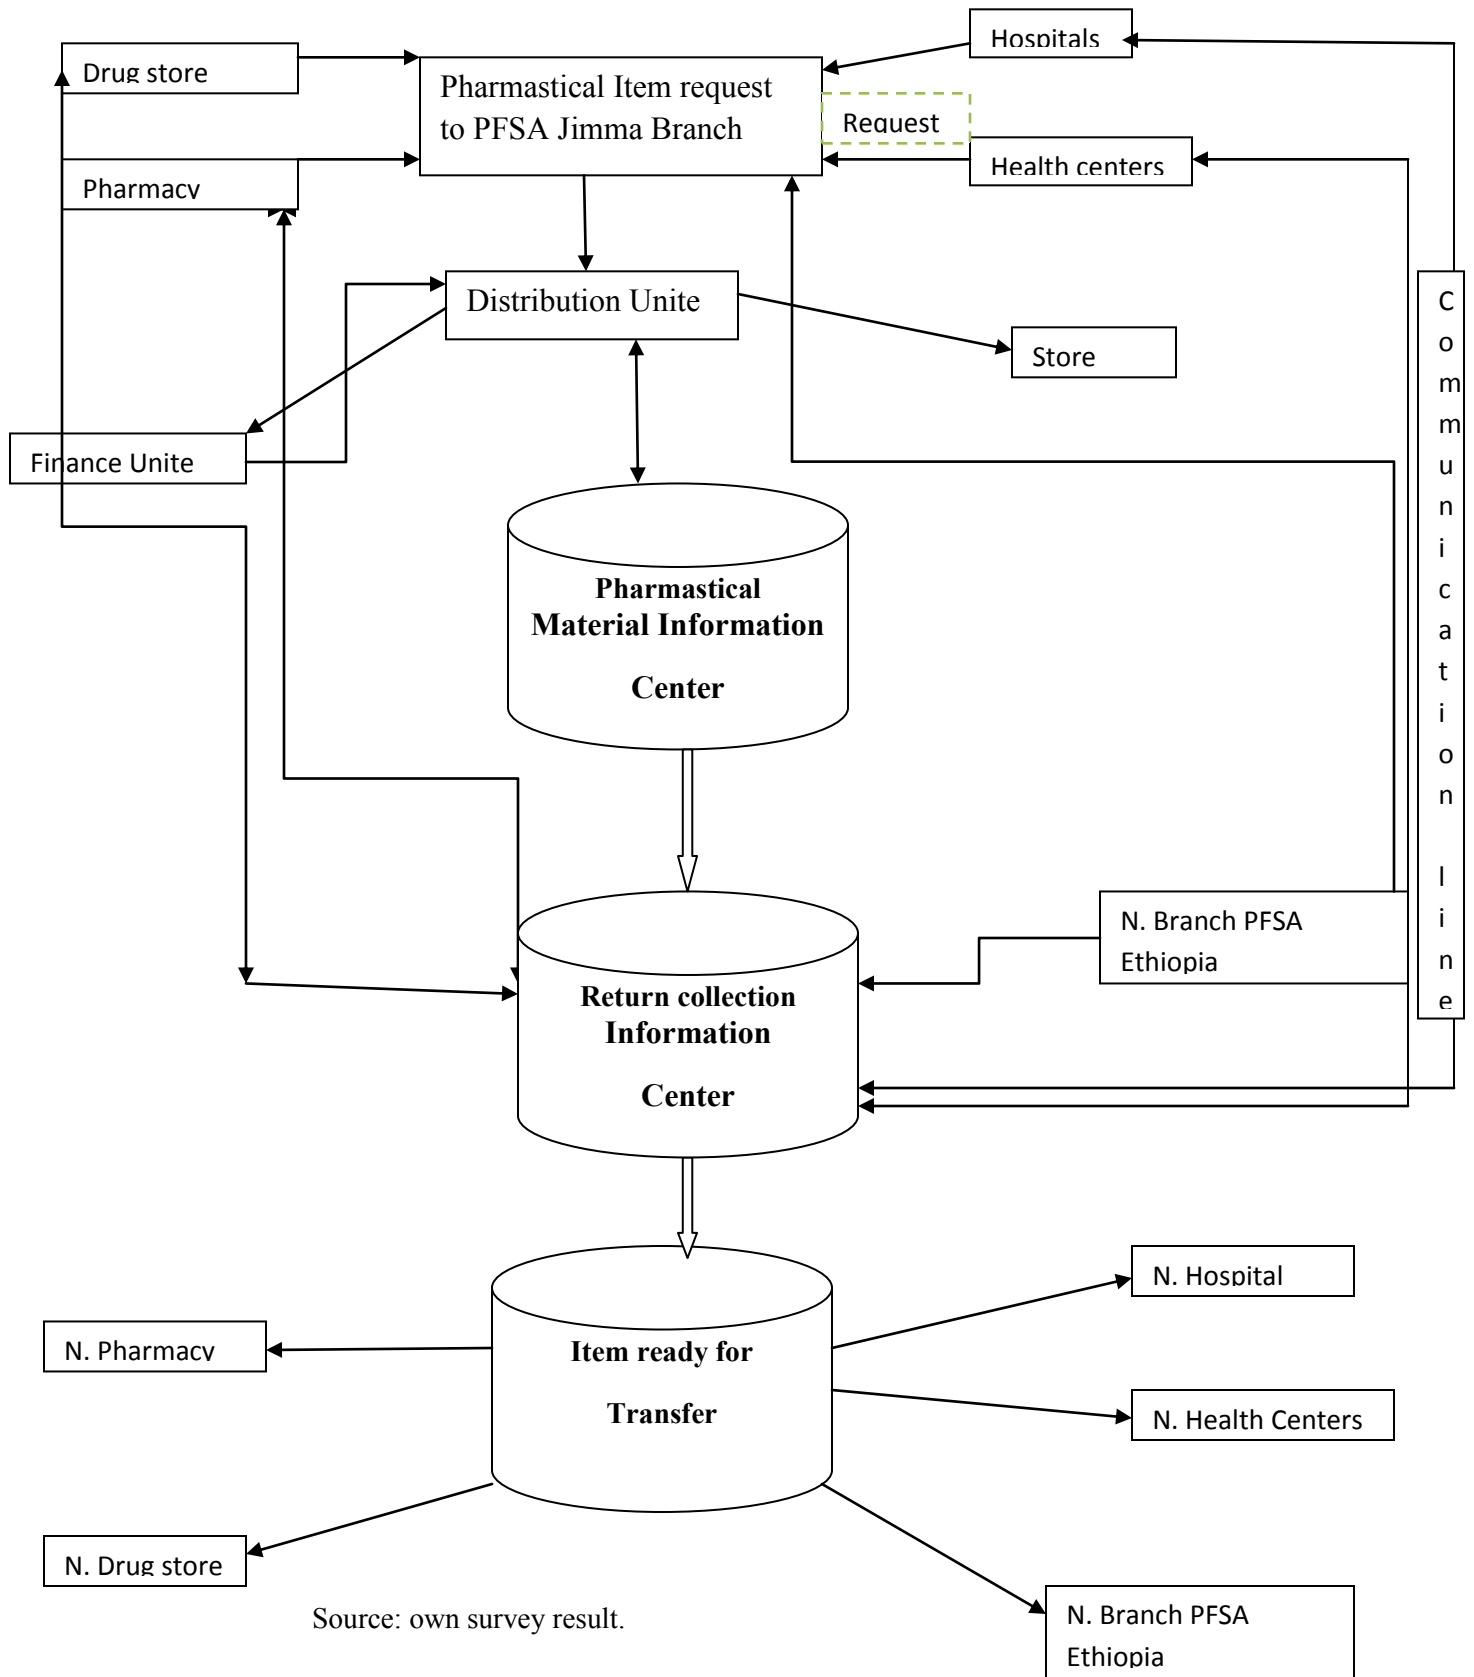 Hospitals
Drug store
Pharmastical Item request
to PFSA Jimma Branch
Request
Health centers
Pharmacy
Distribution Unite
Store
Finance Unite
Communication line
Pharmastical
Material Information
Center
N. Branch PFSA
Ethiopia
Return collection
Information
Center
N. Hospital
N. Pharmacy
Item ready for
Transfer
N. Health Centers
N. Drug store
N. Branch PFSA
Ethiopia
Source: own survey result.